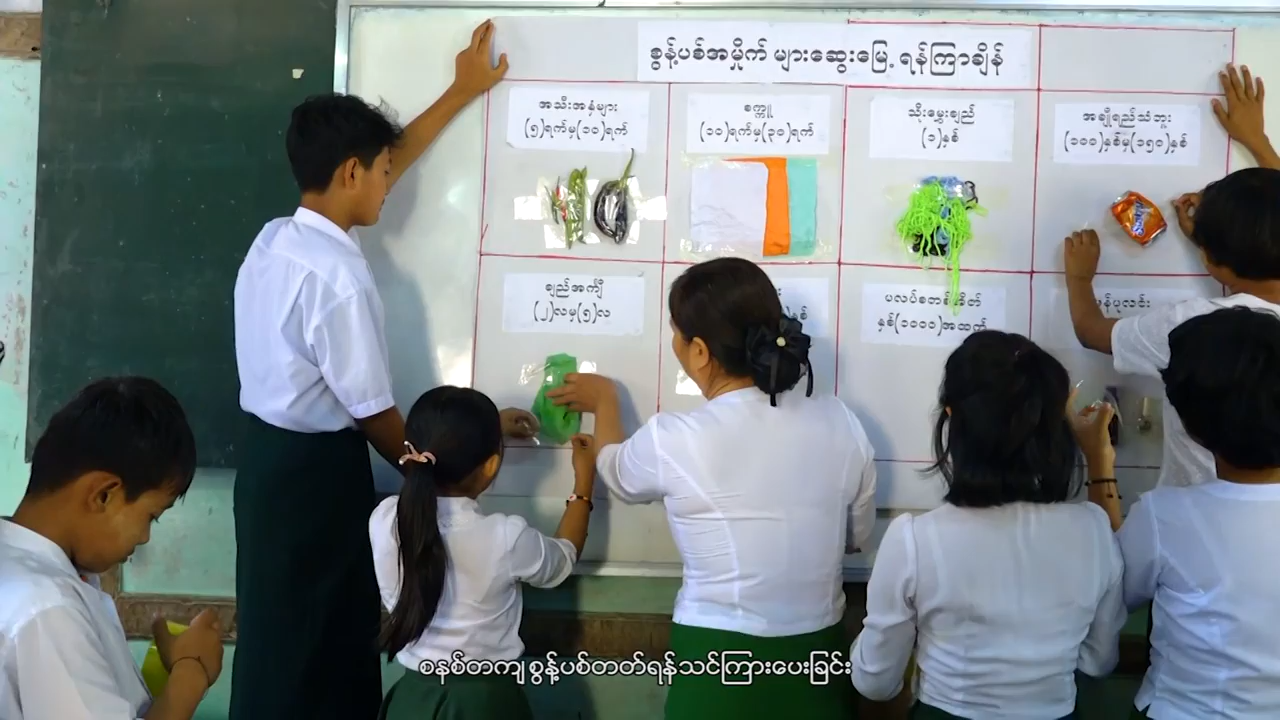 စွန့်ပစ်အမှိုက် များဆွေးမြေ့ ရန်ကြာချိန်
အသီးအနှံများ
(၅)ရက်မှ(၁၀)ရက်
စက္ကူ
(၁၀)ရက်မှ(၃၀)ရက်
သိုးမွှေးချည်
(၁)နှစ်
အချိုရည်သံဘူး
(၁၀၀)နှစ်မှ(၁၅၀)နှစ်
ချည်အင်္ကျီ
(၂)လမှ(၅)လ
ပလပ်စတစ်အိတ်
နှစ်(၁၀၀၀)အထက်
စနစ်တကျစွန့်ပစ်တတ်ရန်သင်ကြားပေးခြင်း